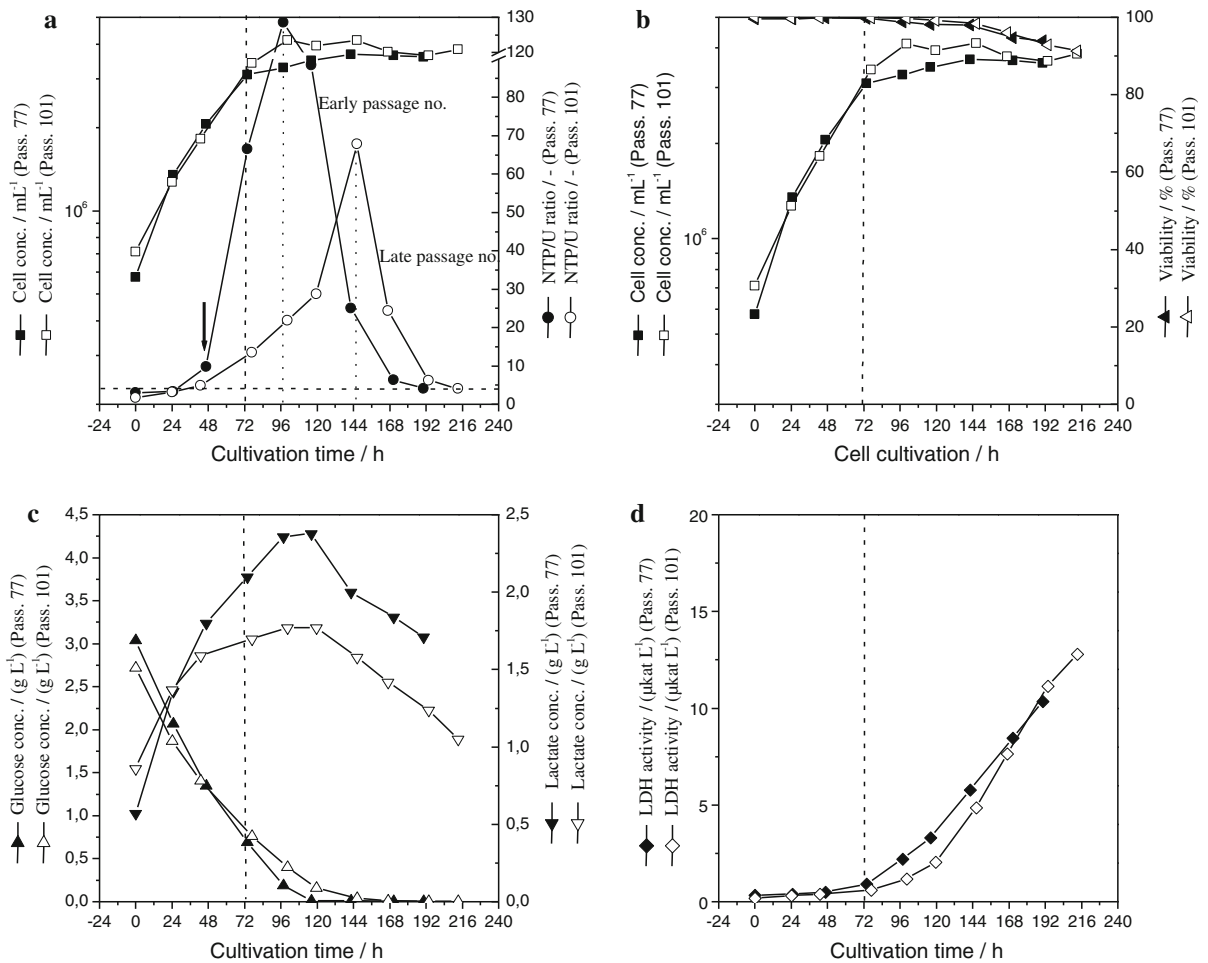 a
Cell conc. / mL⁻¹ (Pass. 77)
Cell conc. / mL⁻¹ (Pass. 101)
10⁶
130
120
80
70
60
50
40
30
20
10
0
NTP/U ratio / - (Pass. 77)
NTP/U ratio / - (Pass. 101)
Early passage no.
Late passage no.
-24 0 24 48 72 96 120 144 168 192 216 240
Cultivation time / h
b
Cell conc. / mL⁻¹ (Pass. 77)
Cell conc. / mL⁻¹ (Pass. 101)
10⁶
100
80
60
40
20
0
Viability / % (Pass. 77)
Viability / % (Pass. 101)
-24 0 24 48 72 96 120 144 168 192 216 240
Cell cultivation / h
c
Glucose conc. / (g L⁻¹) (Pass. 77)
Glucose conc. / (g L⁻¹) (Pass. 101)
4,5
4,0
3,5
3,0
2,5
2,0
1,5
1,0
0,5
0,0
2,5
2,0
1,5
1,0
0,5
0,0
Lactate conc. / (g L⁻¹) (Pass. 77)
Lactate conc. / (g L⁻¹) (Pass. 101)
-24 0 24 48 72 96 120 144 168 192 216 240
Cultivation time / h
d
20
15
10
5
0
LDH activity / (µkat L⁻¹) (Pass. 77)
LDH activity / (µkat L⁻¹) (Pass. 101)
-24 0 24 48 72 96 120 144 168 192 216 240
Cultivation time / h